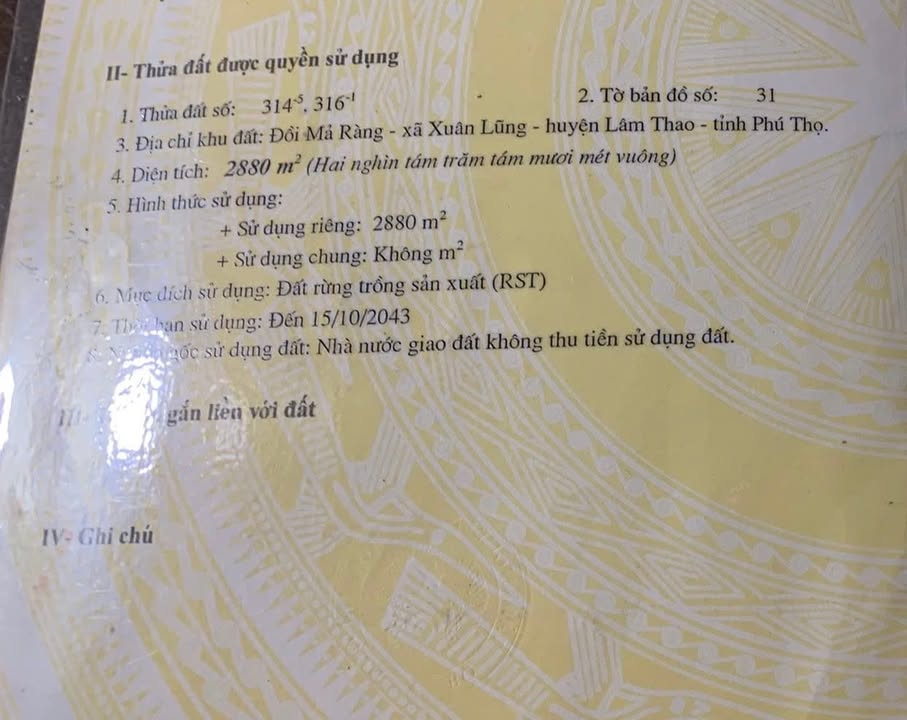 II- Thửa đất được quyền sử dụng
1. Thửa đất số: 314⁻⁵, 316⁻¹ 2. Tờ bản đồ số: 31
3. Địa chỉ khu đất: Đồi Mả Ràng - xã Xuân Lũng - huyện Lâm Thao - tỉnh Phú Thọ.
4. Diện tích: 2880 m² (Hai nghìn tám trăm tám mươi mét vuông)
5. Hình thức sử dụng:
+ Sử dụng riêng: 2880 m²
+ Sử dụng chung: Không m²
6. Mục đích sử dụng: Đất rừng trồng sản xuất (RST)
7. Thời hạn sử dụng: Đến 15/10/2043
gốc sử dụng đất: Nhà nước giao đất không thu tiền sử dụng đất.
III- gắn liền với đất
IV- Ghi chú